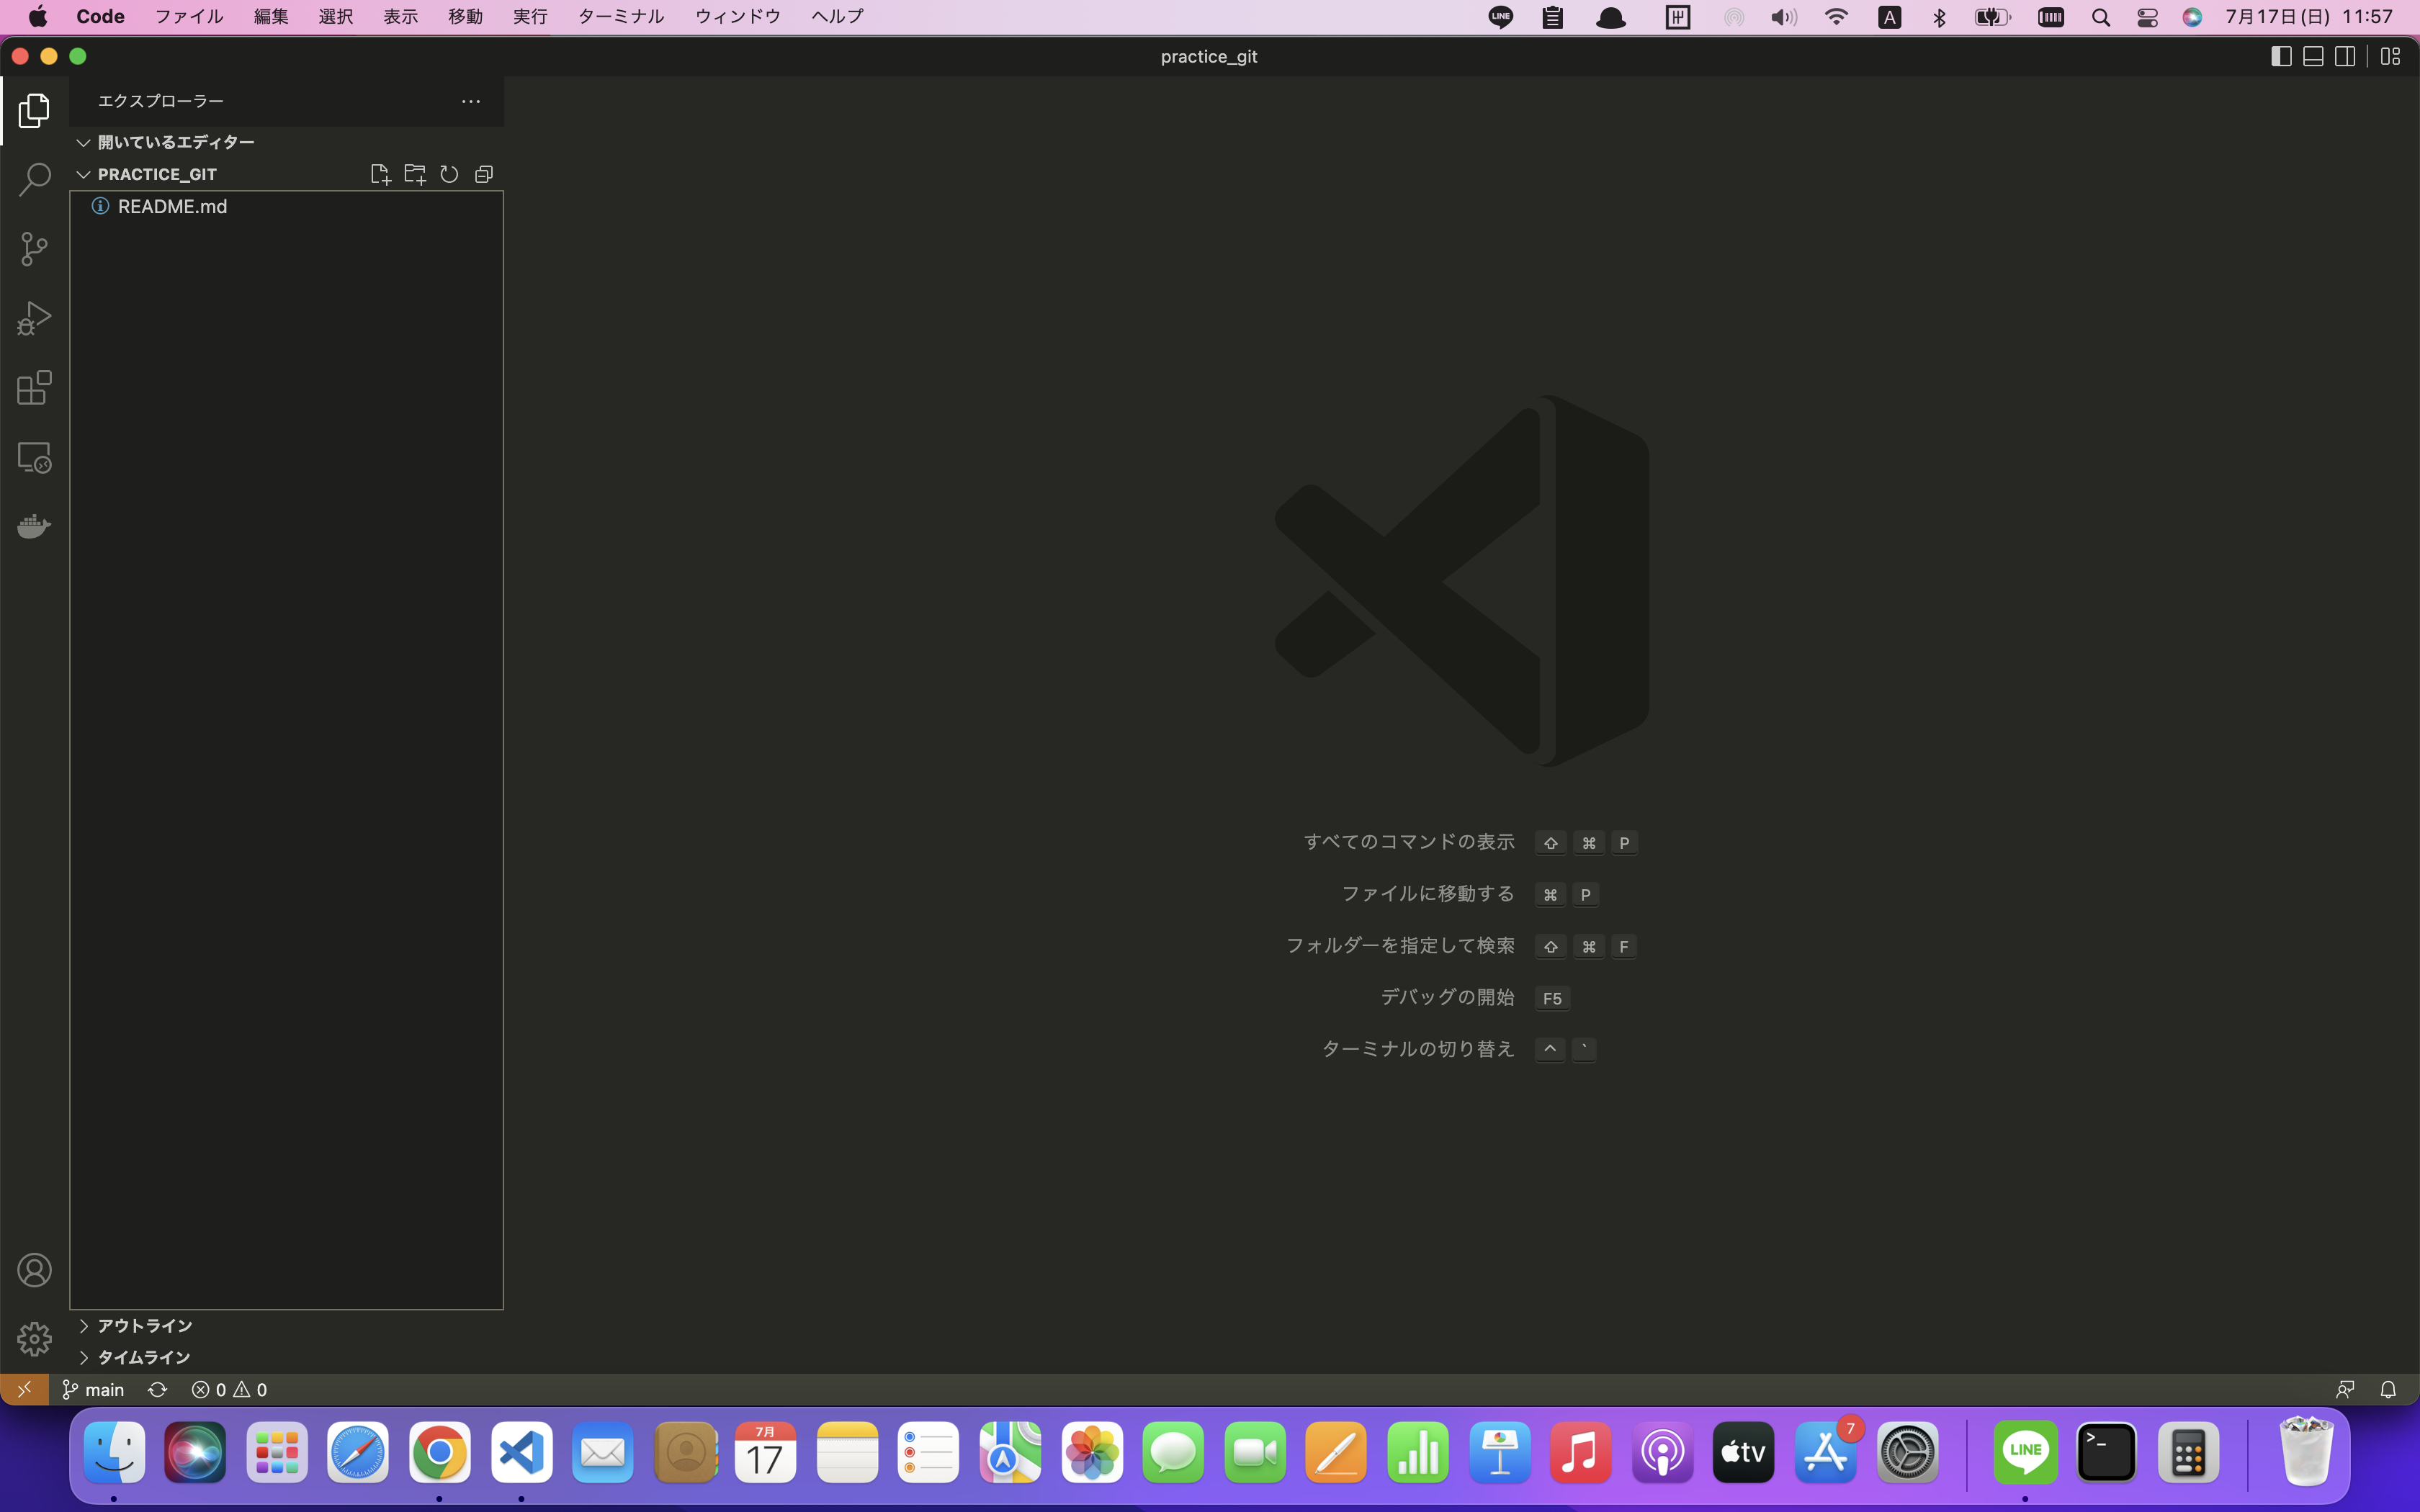 Code ファイル 編集 選択 表示 移動 実行 ターミナル ウィンドウ ヘルプ LINE A 7月17日(日) 11:57
practice_git
エクスプローラー ...
開いているエディター
PRACTICE_GIT
README.md
すべてのコマンドの表示 ⇧ ⌘ P
ファイルに移動する ⌘ P
フォルダーを指定して検索 ⇧ ⌘ F
デバッグの開始 F5
ターミナルの切り替え ^ `
アウトライン
タイムライン
main 0 0
7月
17
tv
7
LINE
>_